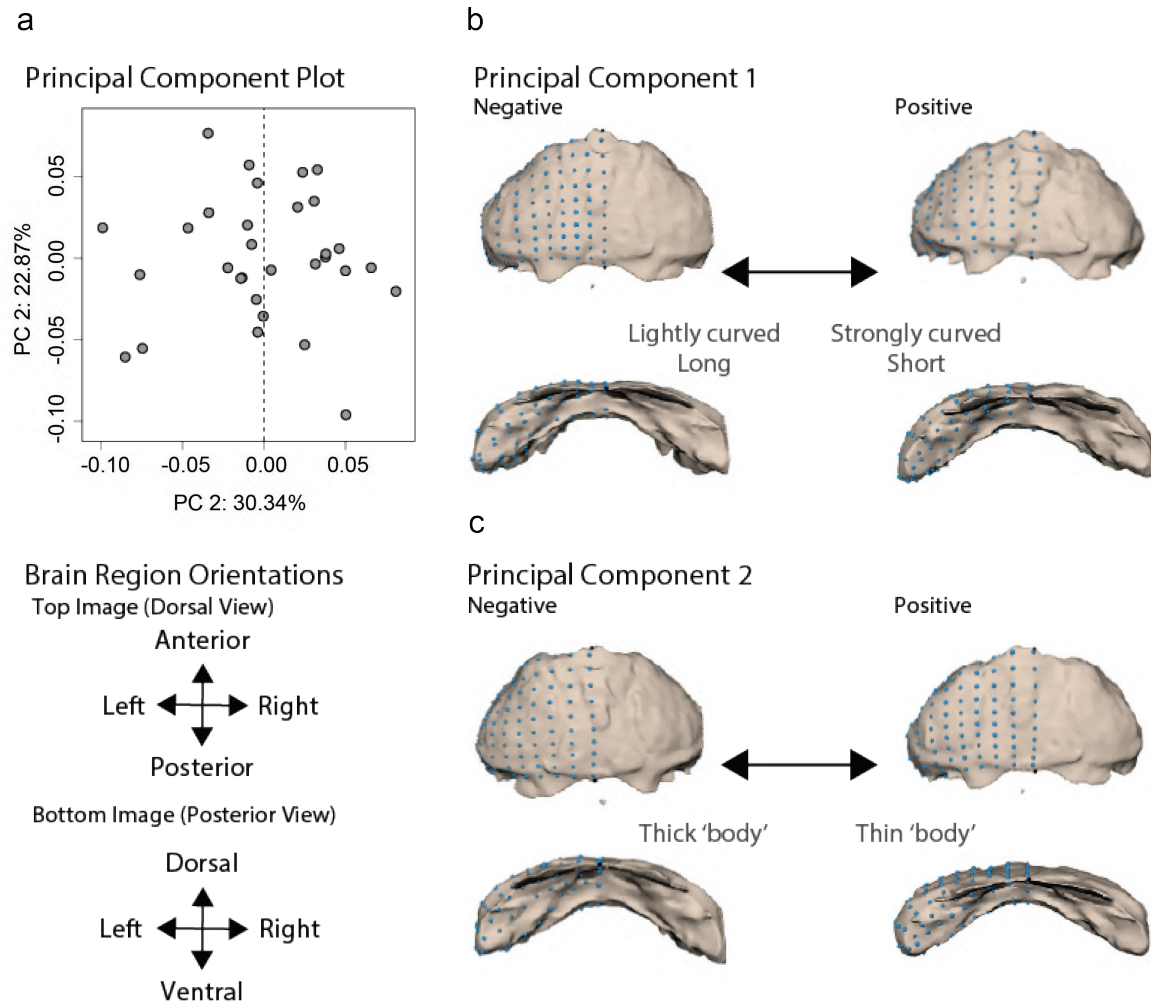 a
Principal Component Plot
0.05
0.00
-0.05
-0.10
PC 2: 22.87%
-0.10 -0.05 0.00 0.05
PC 2: 30.34%
Brain Region Orientations
Top Image (Dorsal View)
Anterior
Left Right
Posterior
Bottom Image (Posterior View)
Dorsal
Left Right
Ventral
b
Principal Component 1
Negative Positive
Lightly curved
Long
Strongly curved
Short
c
Principal Component 2
Negative Positive
Thick ‘body’ Thin ‘body’